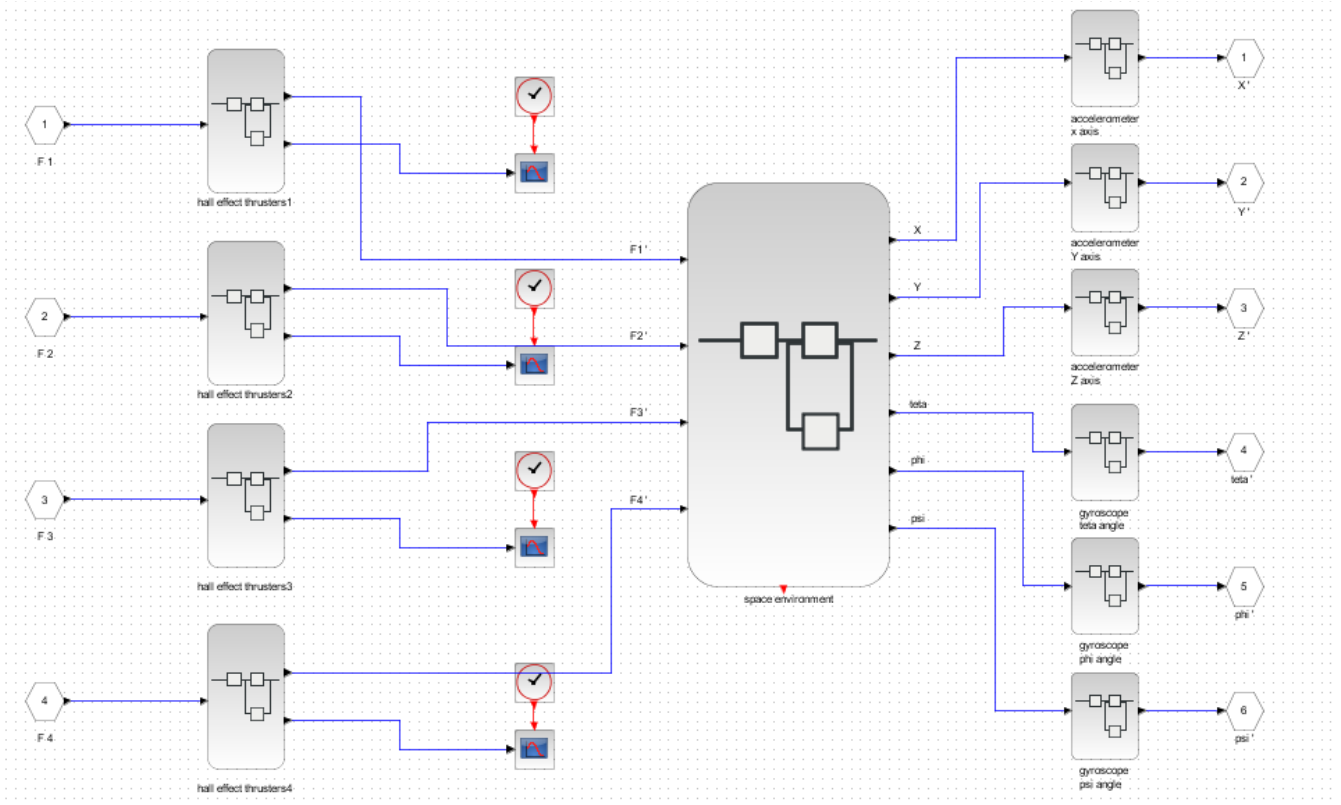 1
F 1
hall effect thrusters1
2
F 2
hall effect thrusters2
3
F 3
hall effect thrusters3
4
F 4
hall effect thrusters4
F1'
F2'
F3'
F4'
space environment
X
Y
Z
teta
phi
psi
accelerometer
x axis
1
X'
accelerometer
Y axis
2
Y'
accelerometer
Z axis
3
Z'
gyroscope
teta angle
4
teta'
gyroscope
phi angle
5
phi'
gyroscope
psi angle
6
psi'